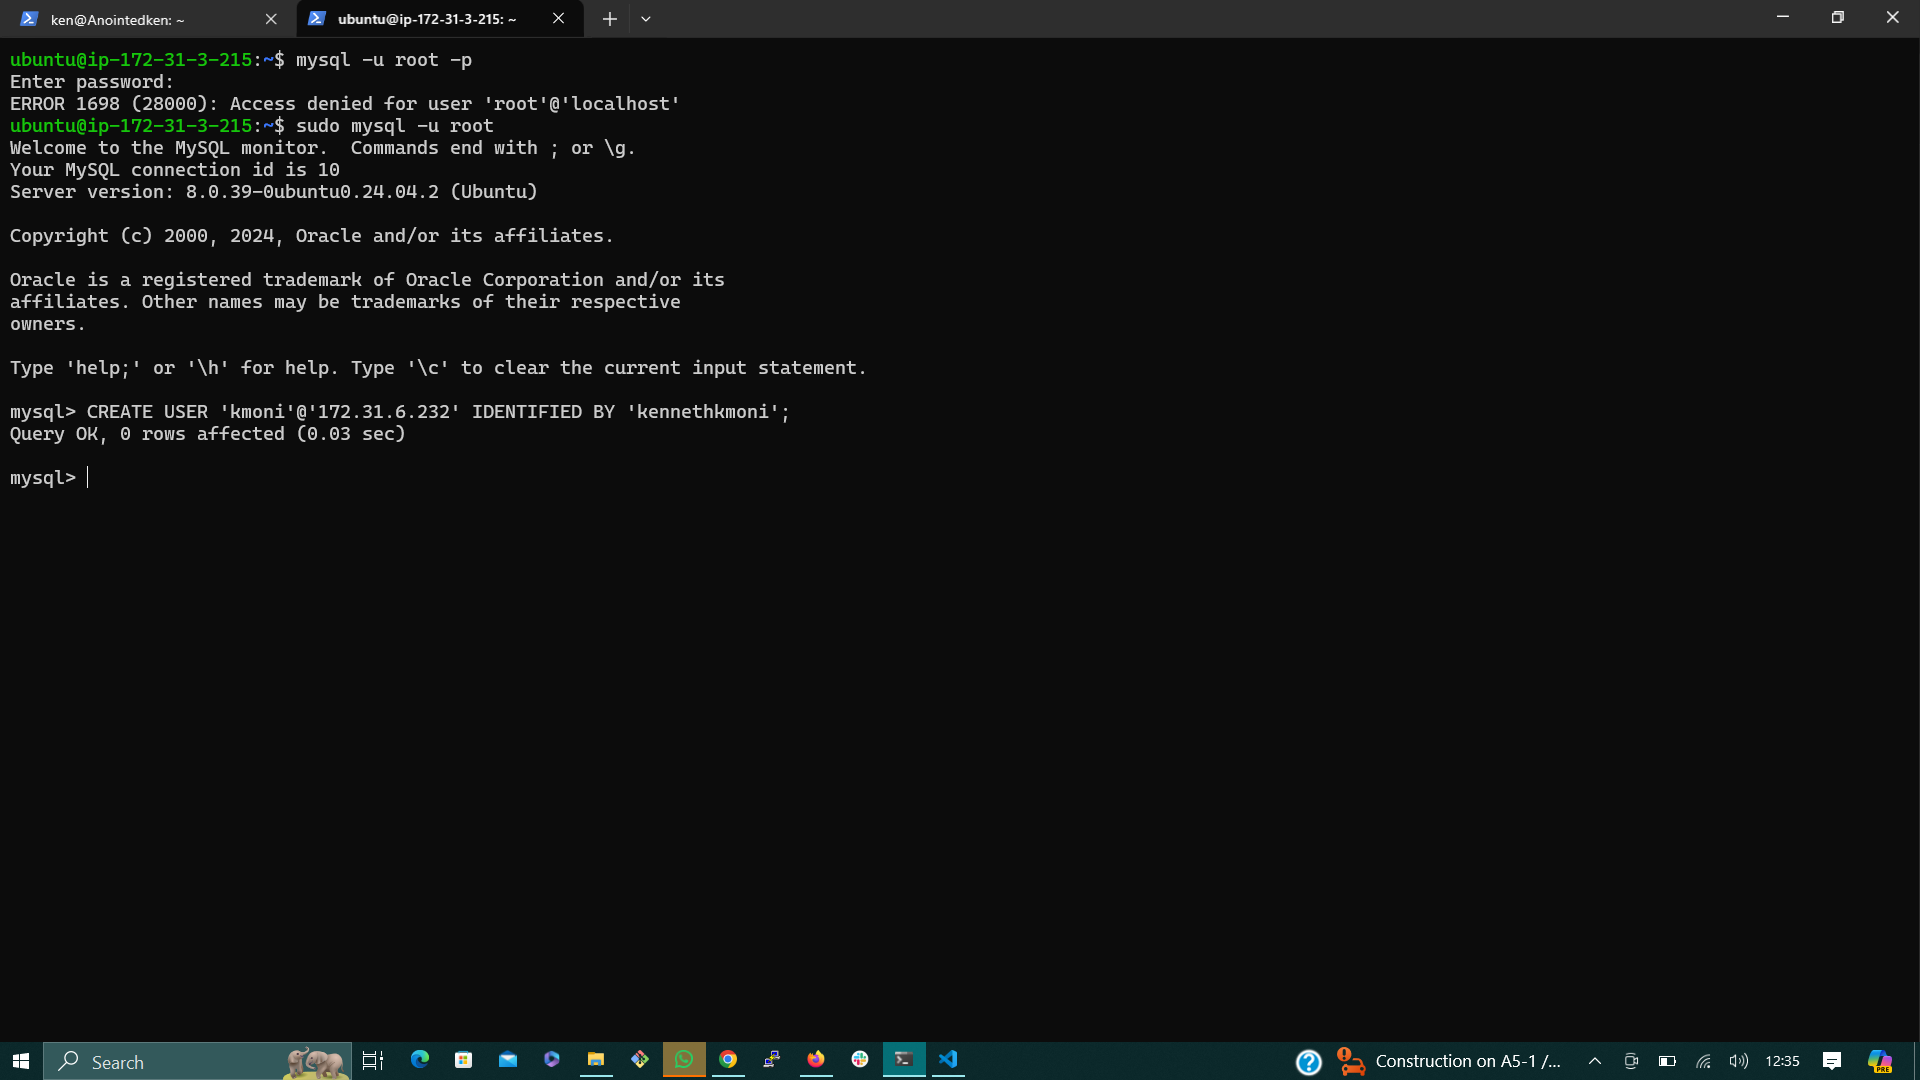 ken@Anointedken: ~
ubuntu@ip-172-31-3-215: ~
ubuntu@ip-172-31-3-215:~$ mysql -u root -p
Enter password:
ERROR 1698 (28000): Access denied for user 'root'@'localhost'
ubuntu@ip-172-31-3-215:~$ sudo mysql -u root
Welcome to the MySQL monitor.  Commands end with ; or \g.
Your MySQL connection id is 10
Server version: 8.0.39-0ubuntu0.24.04.2 (Ubuntu)
Copyright (c) 2000, 2024, Oracle and/or its affiliates.
Oracle is a registered trademark of Oracle Corporation and/or its
affiliates. Other names may be trademarks of their respective
owners.
Type 'help;' or '\h' for help. Type '\c' to clear the current input statement.
mysql> CREATE USER 'kmoni'@'172.31.6.232' IDENTIFIED BY 'kennethkmoni';
Query OK, 0 rows affected (0.03 sec)
mysql>
Search
Construction on A5-1 /...
12:35
PRE